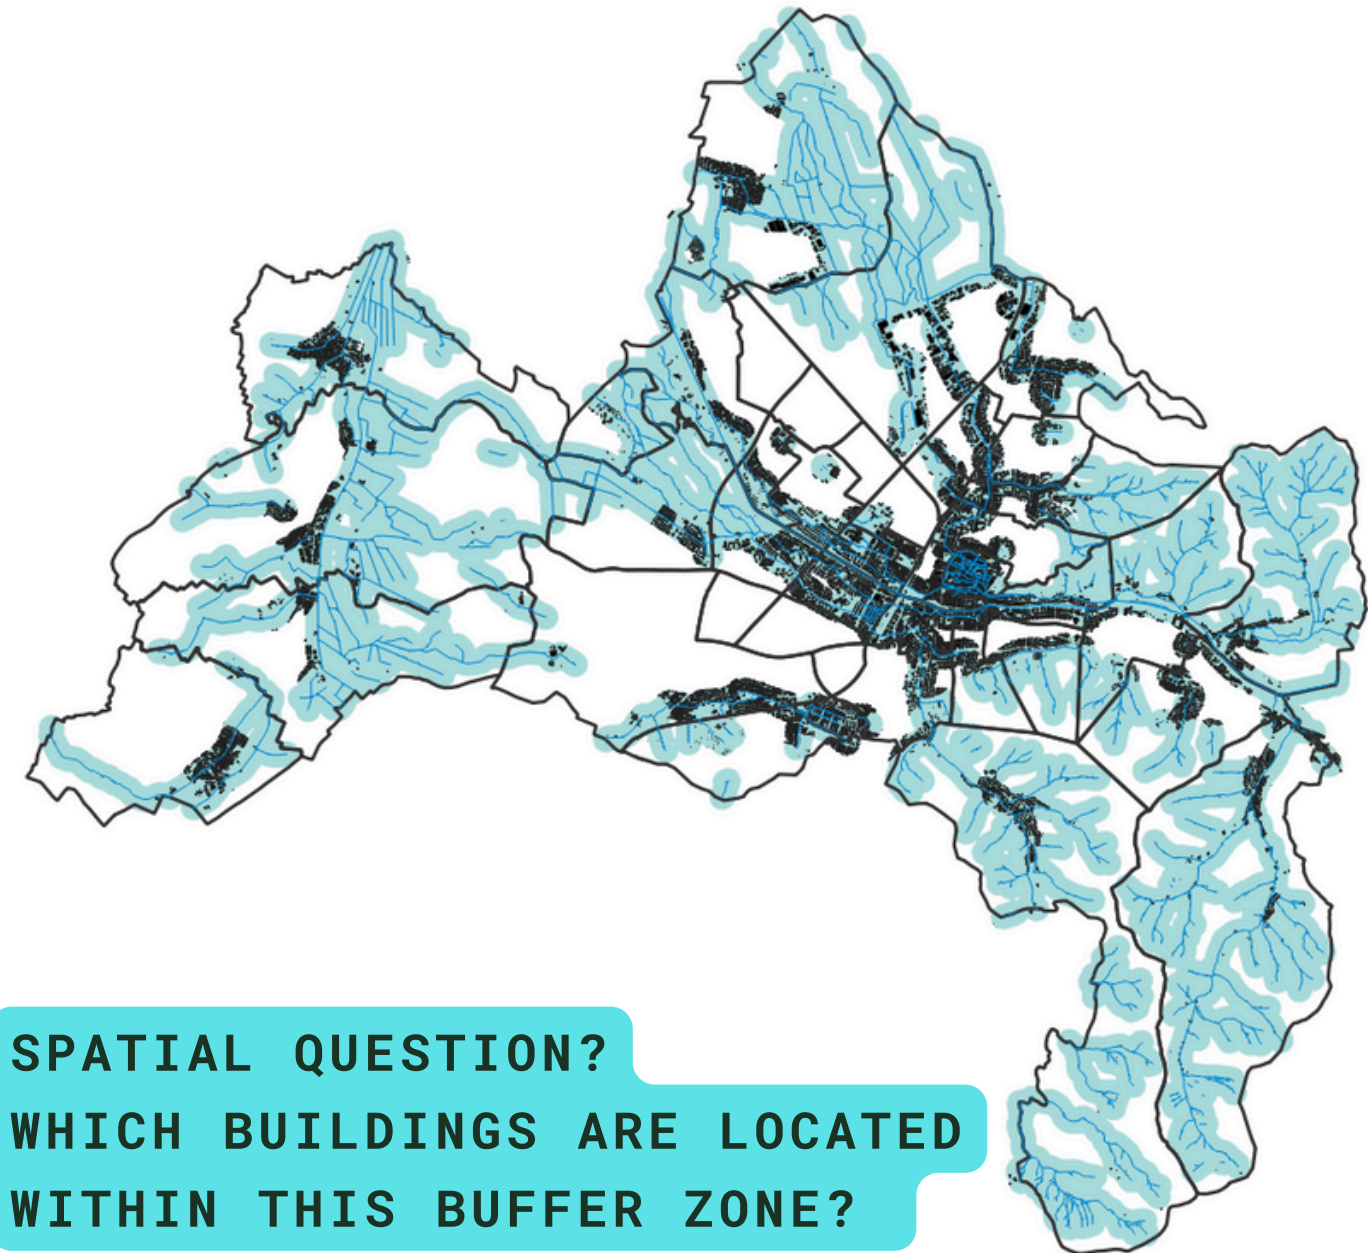 SPATIAL QUESTION?
WHICH BUILDINGS ARE LOCATED
WITHIN THIS BUFFER ZONE?